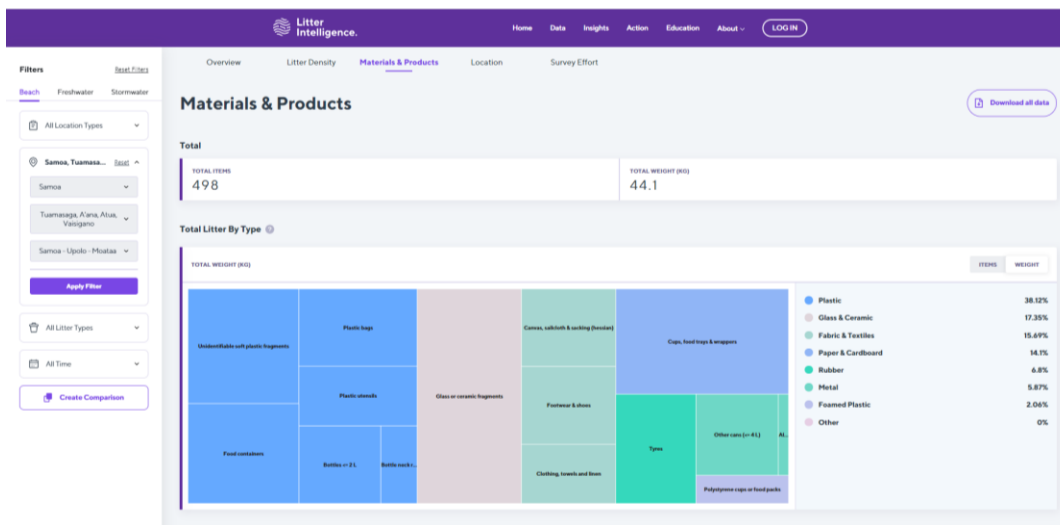 Litter
Intelligence.
Home Data Insights Action Education About LOG IN
Filters Reset Filters
Beach Freshwater Stormwater
All Location Types
Samoa, Tuamasa... Reset
Samoa
Tuamasaga, A'ana, Atua,
Vaisigano
Samoa - Upolo - Moataa
Apply Filter
All Litter Types
All Time
Create Comparison
Overview Litter Density Materials & Products Location Survey Effort
Materials & Products
Download all data
Total
TOTAL ITEMS
498
TOTAL WEIGHT (KG)
44.1
Total Litter By Type
TOTAL WEIGHT (KG)
ITEMS WEIGHT
Unidentifiable soft plastic fragments
Food containers
Plastic bags
Plastic utensils
Bottles <= 2 L
Bottle neck r...
Glass or ceramic fragments
Canvas, sailcloth & sacking (hessian)
Footwear & shoes
Clothing, towels and linen
Cups, food trays & wrappers
Tyres
Other cans (<= 4 L)
Al...
Polystyrene cups or food packs
Plastic 38.12%
Glass & Ceramic 17.35%
Fabric & Textiles 15.69%
Paper & Cardboard 14.1%
Rubber 6.8%
Metal 5.87%
Foamed Plastic 2.06%
Other 0%